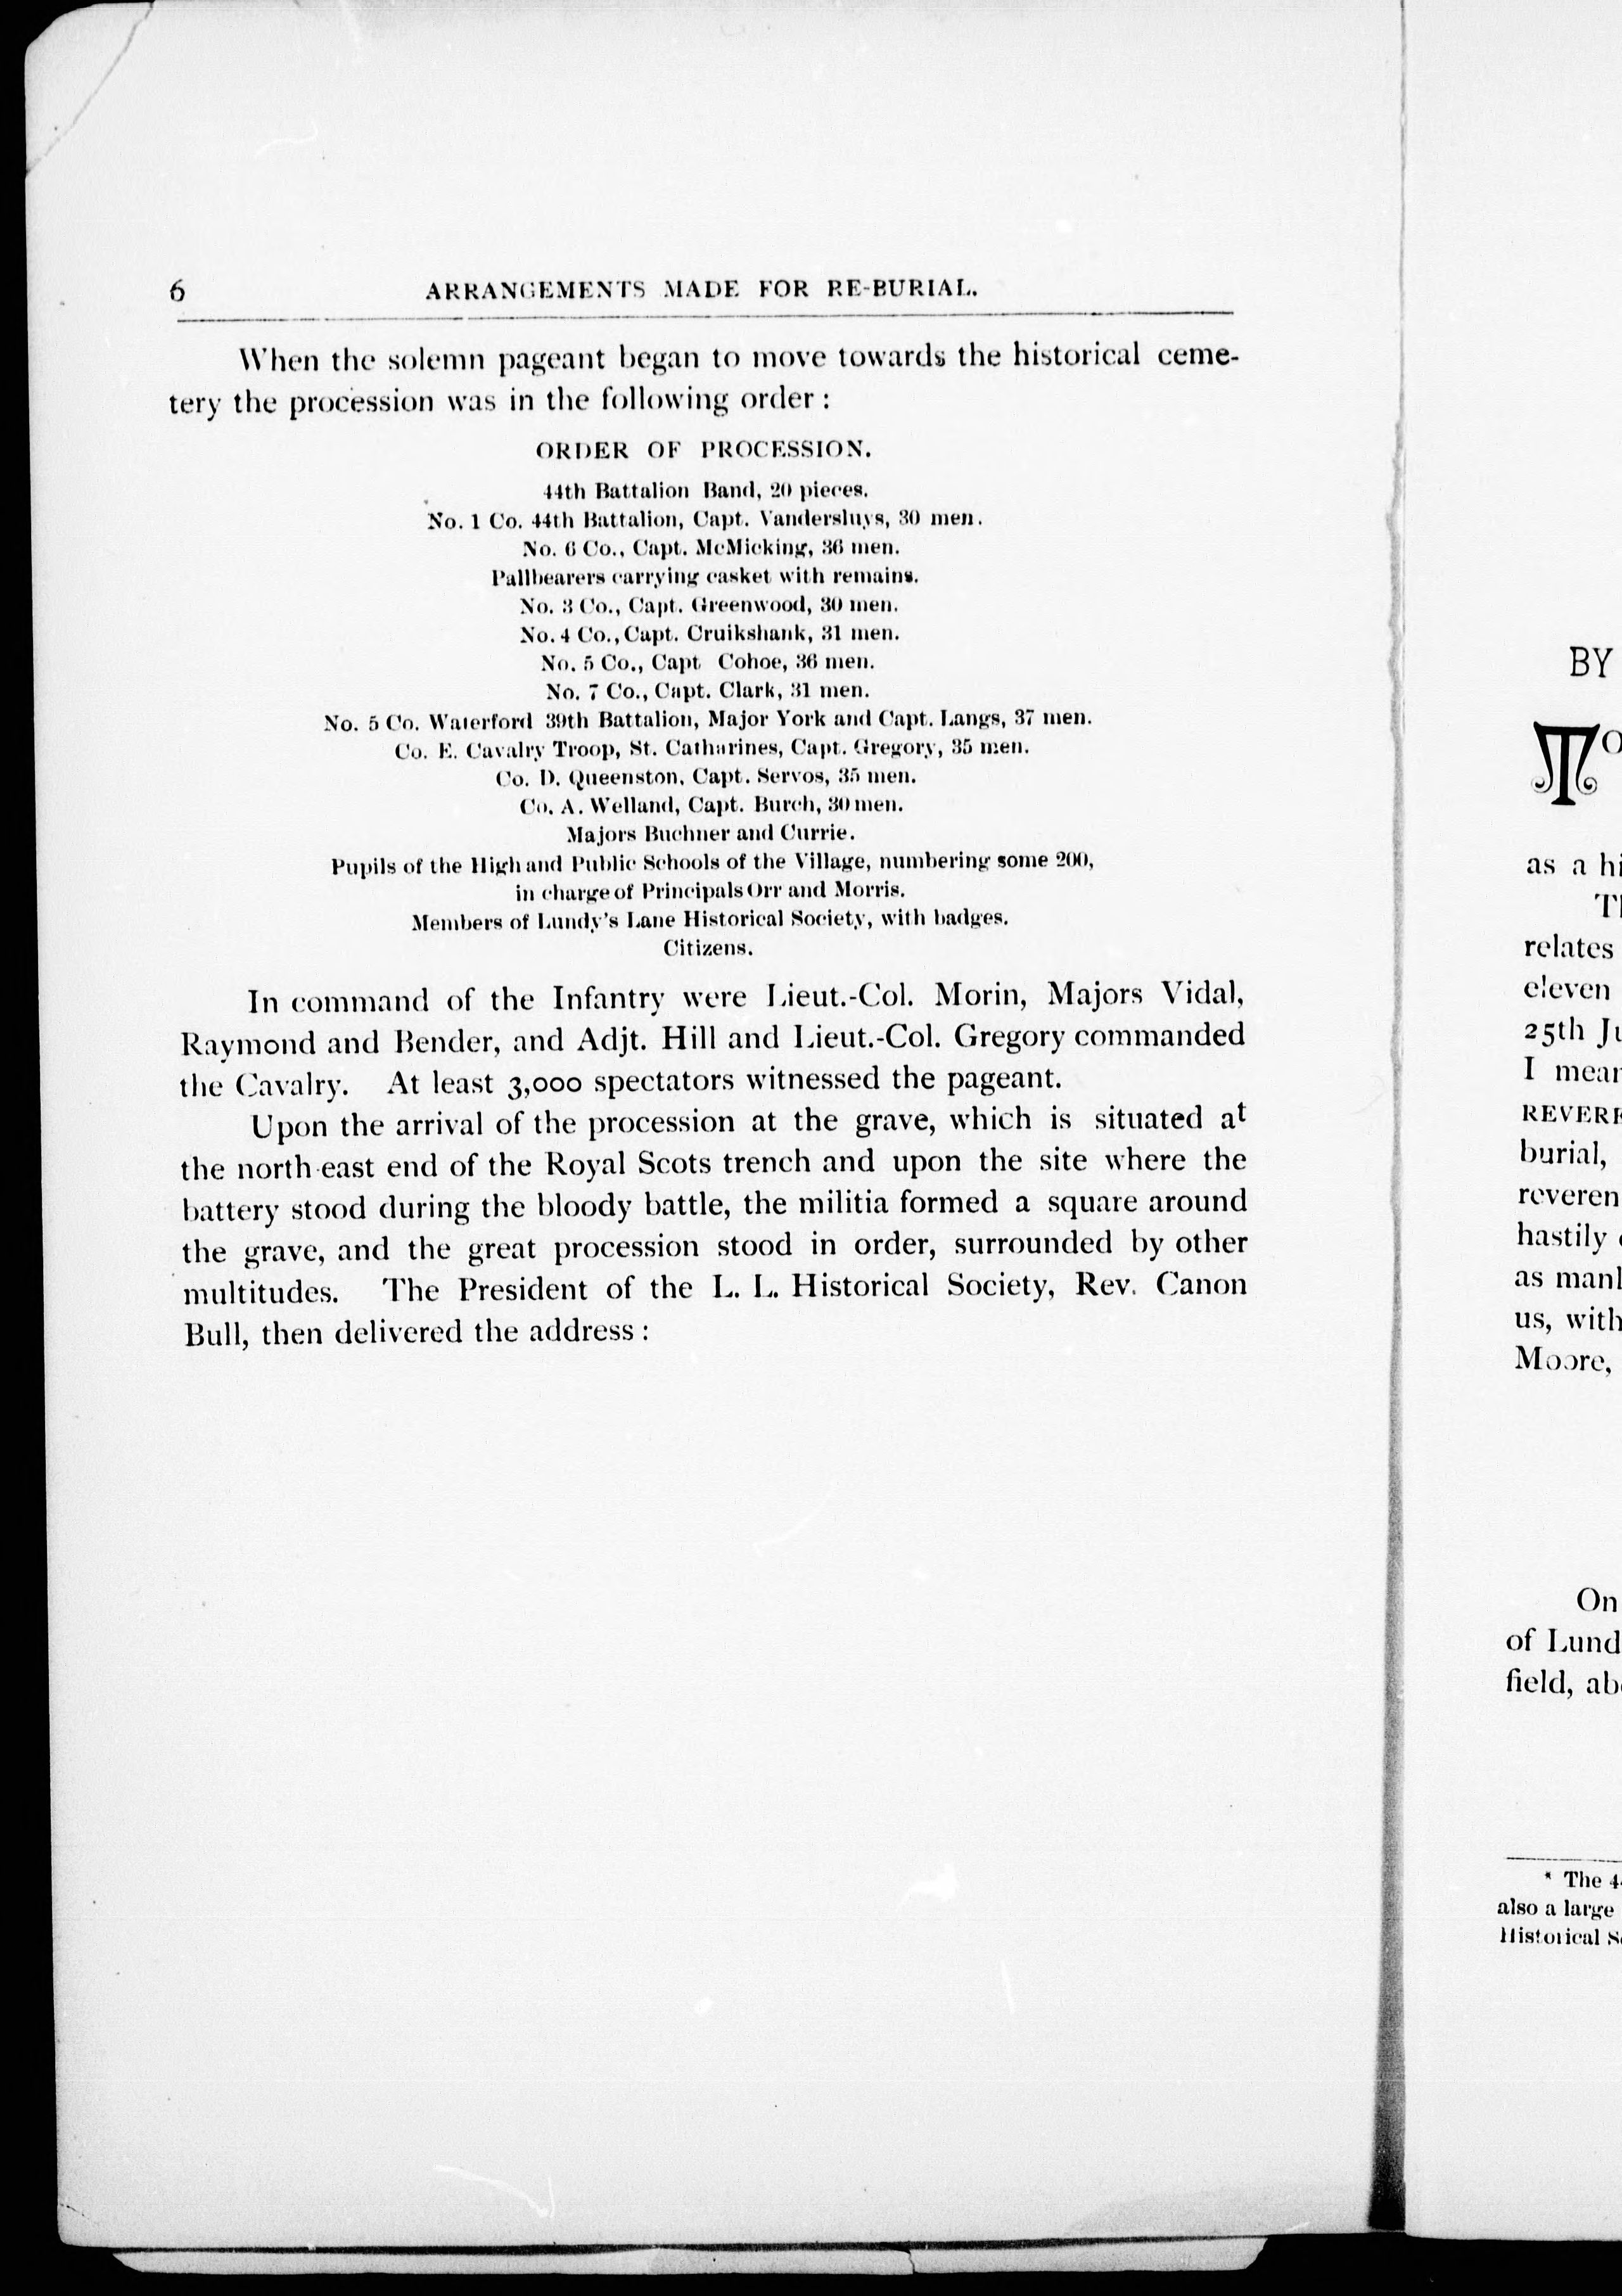 6 ARRANGEMENTS MADE FOR RE-BURIAL.
When the solemn pageant began to move towards the historical ceme-
tery the procession was in the following order :
ORDER OF PROCESSION.
44th Battalion Band, 20 pieces.
No. 1 Co. 44th Battalion, Capt. Vandersluys, 30 men.
No. 6 Co., Capt. McMicking, 36 men.
Pallbearers carrying casket with remains.
No. 3 Co., Capt. Greenwood, 30 men.
No. 4 Co., Capt. Cruikshank, 31 men.
No. 5 Co., Capt Cohoe, 36 men.
No. 7 Co., Capt. Clark, 31 men.
No. 5 Co. Waterford 39th Battalion, Major York and Capt. Langs, 37 men.
Co. E. Cavalry Troop, St. Catharines, Capt. Gregory, 35 men.
Co. D. Queenston, Capt. Servos, 35 men.
Co. A. Welland, Capt. Burch, 30 men.
Majors Buchner and Currie.
Pupils of the High and Public Schools of the Village, numbering some 200,
in charge of Principals Orr and Morris.
Members of Lundy's Lane Historical Society, with badges.
Citizens.
In command of the Infantry were Lieut.-Col. Morin, Majors Vidal,
Raymond and Bender, and Adjt. Hill and Lieut.-Col. Gregory commanded
the Cavalry. At least 3,000 spectators witnessed the pageant.
Upon the arrival of the procession at the grave, which is situated at
the north-east end of the Royal Scots trench and upon the site where the
battery stood during the bloody battle, the militia formed a square around
the grave, and the great procession stood in order, surrounded by other
multitudes. The President of the L. L. Historical Society, Rev. Canon
Bull, then delivered the address :
BY
as a
relates
eleven
25th
I
burial,
hastily
as
us, with
Moore,
On
of
field,
* The
also a large
Historical